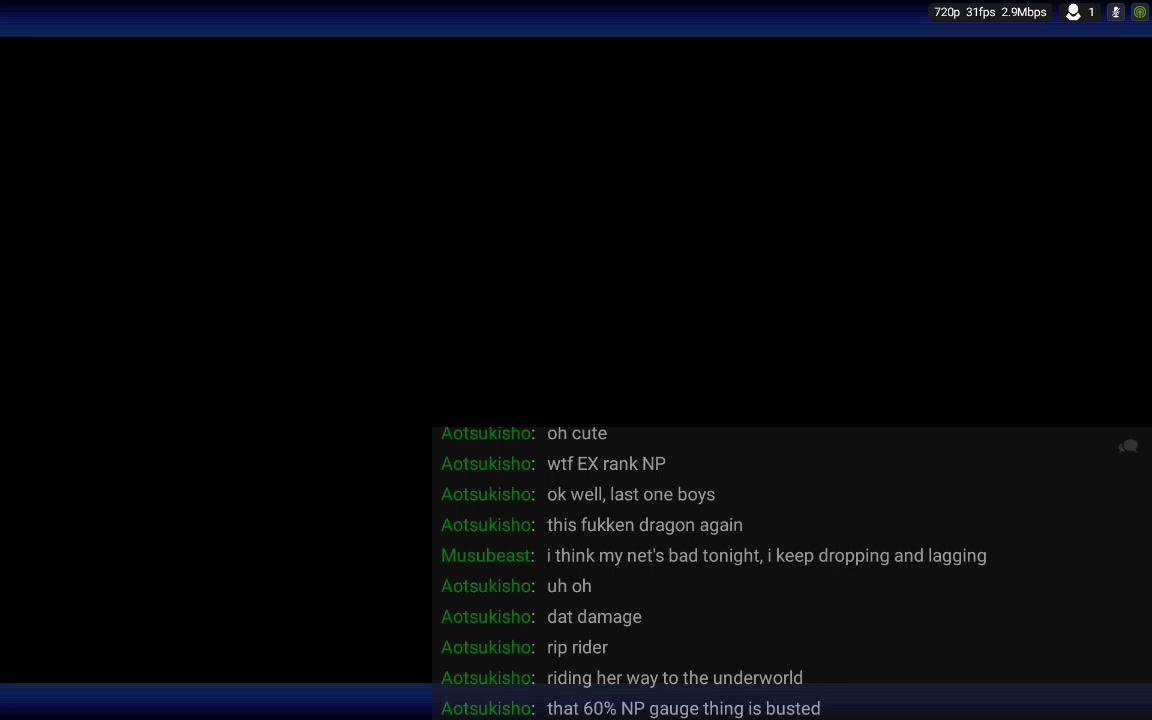 720p 31fps 2.9Mbps 1
Aotsukisho: oh cute
Aotsukisho: wtf EX rank NP
Aotsukisho: ok well, last one boys
Aotsukisho: this fukken dragon again
Musubeast: i think my net's bad tonight, i keep dropping and lagging
Aotsukisho: uh oh
Aotsukisho: dat damage
Aotsukisho: rip rider
Aotsukisho: riding her way to the underworld
Aotsukisho: that 60% NP gauge thing is busted